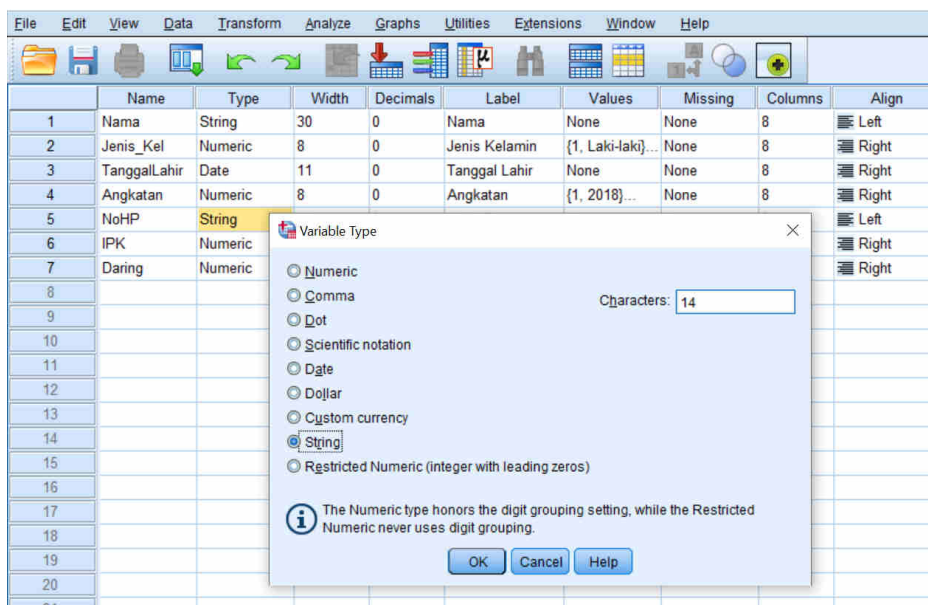 File Edit View Data Transform Analyze Graphs Utilities Extensions Window Help
Name Type Width Decimals Label Values Missing Columns Align
1 Nama String 30 0 Nama None None 8 Left
2 Jenis_Kel Numeric 8 0 Jenis Kelamin {1, Laki-laki}... None 8 Right
3 TanggalLahir Date 11 0 Tanggal Lahir None None 8 Right
4 Angkatan Numeric 8 0 Angkatan {1, 2018}... None 8 Right
5 NoHP String Left
6 IPK Numeric Right
7 Daring Numeric Right
8
9
10
11
12
13
14
15
16
17
18
19
20
Variable Type
Numeric
Comma
Characters: 14
Dot
Scientific notation
Date
Dollar
Custom currency
String
Restricted Numeric (integer with leading zeros)
The Numeric type honors the digit grouping setting, while the Restricted
Numeric never uses digit grouping.
OK Cancel Help